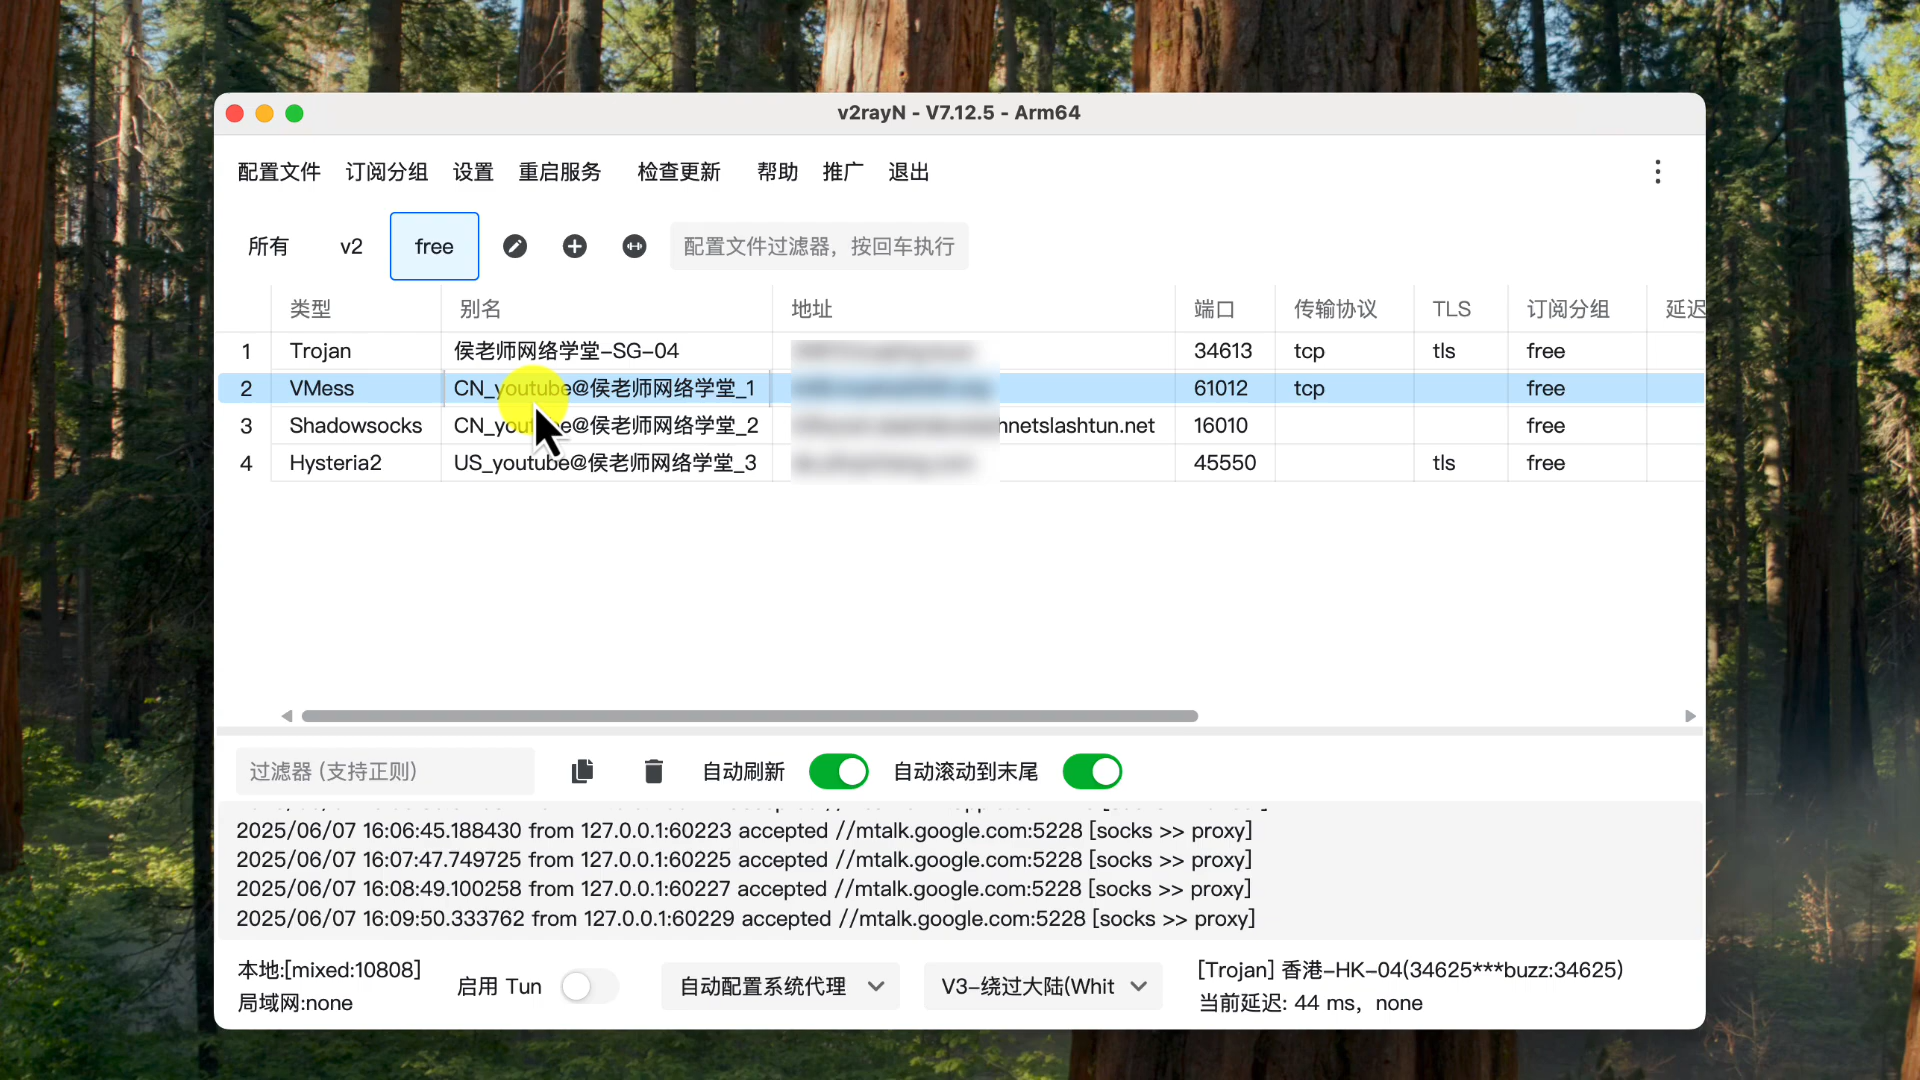 v2rayN - V7.12.5 - Arm64
配置文件 订阅分组 设置 重启服务 检查更新 帮助 推广 退出
所有 v2 free 配置文件过滤器，按回车执行
类型 别名 地址 端口 传输协议 TLS 订阅分组 延迟
1 Trojan 侯老师网络学堂-SG-04 34613 tcp tls free
2 VMess CN_youtube@侯老师网络学堂_1 61012 tcp free
3 Shadowsocks CN_youtube@侯老师网络学堂_2 nnetslashtun.net 16010 free
4 Hysteria2 US_youtube@侯老师网络学堂_3 45550 tls free
过滤器 (支持正则) 自动刷新 自动滚动到末尾
2025/06/07 16:06:45.188430 from 127.0.0.1:60223 accepted //mtalk.google.com:5228 [socks >> proxy]
2025/06/07 16:07:47.749725 from 127.0.0.1:60225 accepted //mtalk.google.com:5228 [socks >> proxy]
2025/06/07 16:08:49.100258 from 127.0.0.1:60227 accepted //mtalk.google.com:5228 [socks >> proxy]
2025/06/07 16:09:50.333762 from 127.0.0.1:60229 accepted //mtalk.google.com:5228 [socks >> proxy]
本地:[mixed:10808] 启用 Tun 自动配置系统代理 V3-绕过大陆(Whit [Trojan] 香港-HK-04(34625***buzz:34625)
局域网:none 当前延迟: 44 ms，none